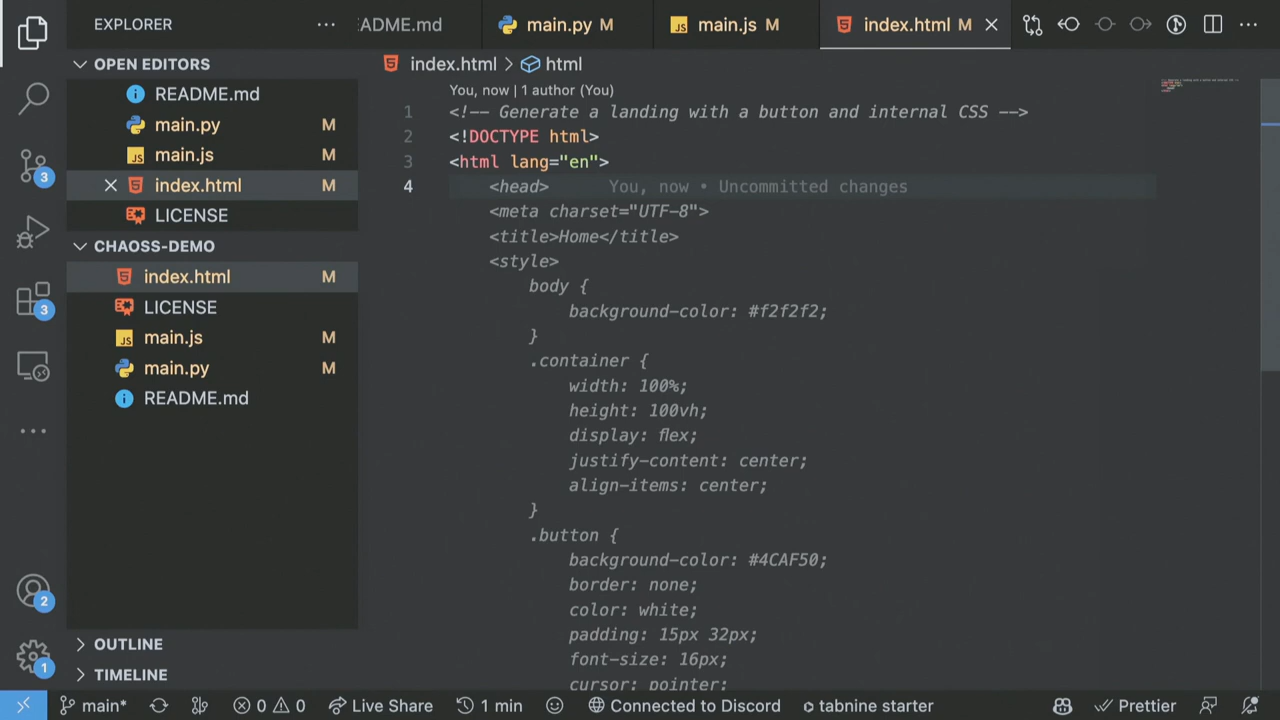 EXPLORER
README.md
main.py M
main.js M
index.html M
OPEN EDITORS
README.md
main.py M
main.js M
index.html M
LICENSE
CHAOSS-DEMO
index.html M
LICENSE
main.js M
main.py M
README.md
OUTLINE
TIMELINE
3
3
2
1
index.html > html
You, now | 1 author (You)
1 <!-- Generate a landing with a button and internal CSS -->
2 <!DOCTYPE html>
3 <html lang="en">
4 <head> You, now • Uncommitted changes
<meta charset="UTF-8">
<title>Home</title>
<style>
body {
background-color: #f2f2f2;
}
.container {
width: 100%;
height: 100vh;
display: flex;
justify-content: center;
align-items: center;
}
.button {
background-color: #4CAF50;
border: none;
color: white;
padding: 15px 32px;
font-size: 16px;
cursor: pointer;
main* 0 0 Live Share 1 min Connected to Discord tabnine starter Prettier